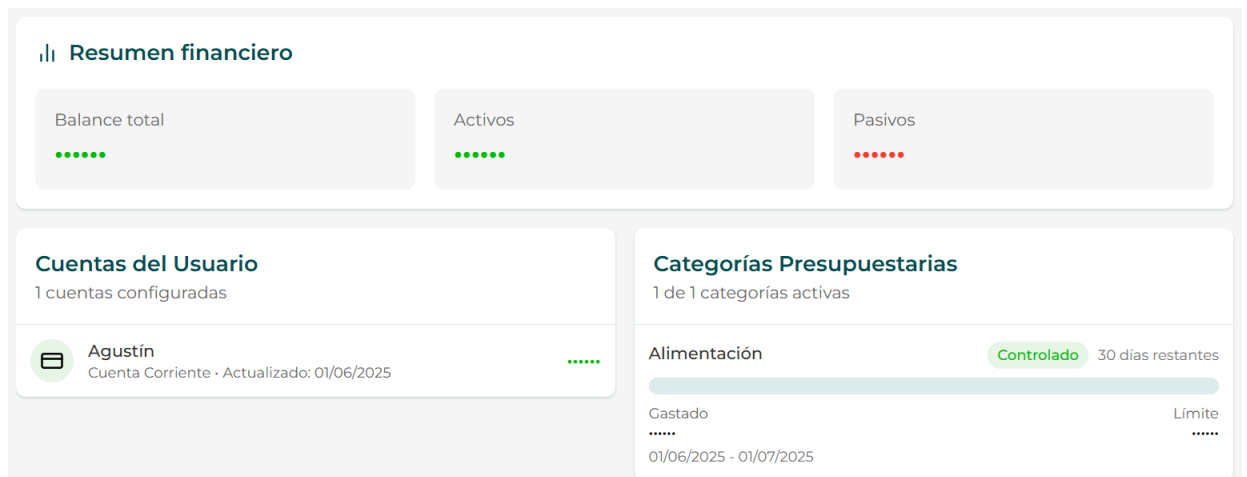 Resumen financiero
Balance total
••••••
Activos
••••••
Pasivos
••••••
Cuentas del Usuario
1 cuentas configuradas
Agustín
Cuenta Corriente • Actualizado: 01/06/2025
••••••
Categorías Presupuestarias
1 de 1 categorías activas
Alimentación
Controlado
30 días restantes
Gastado
Límite
••••••
••••••
01/06/2025 - 01/07/2025